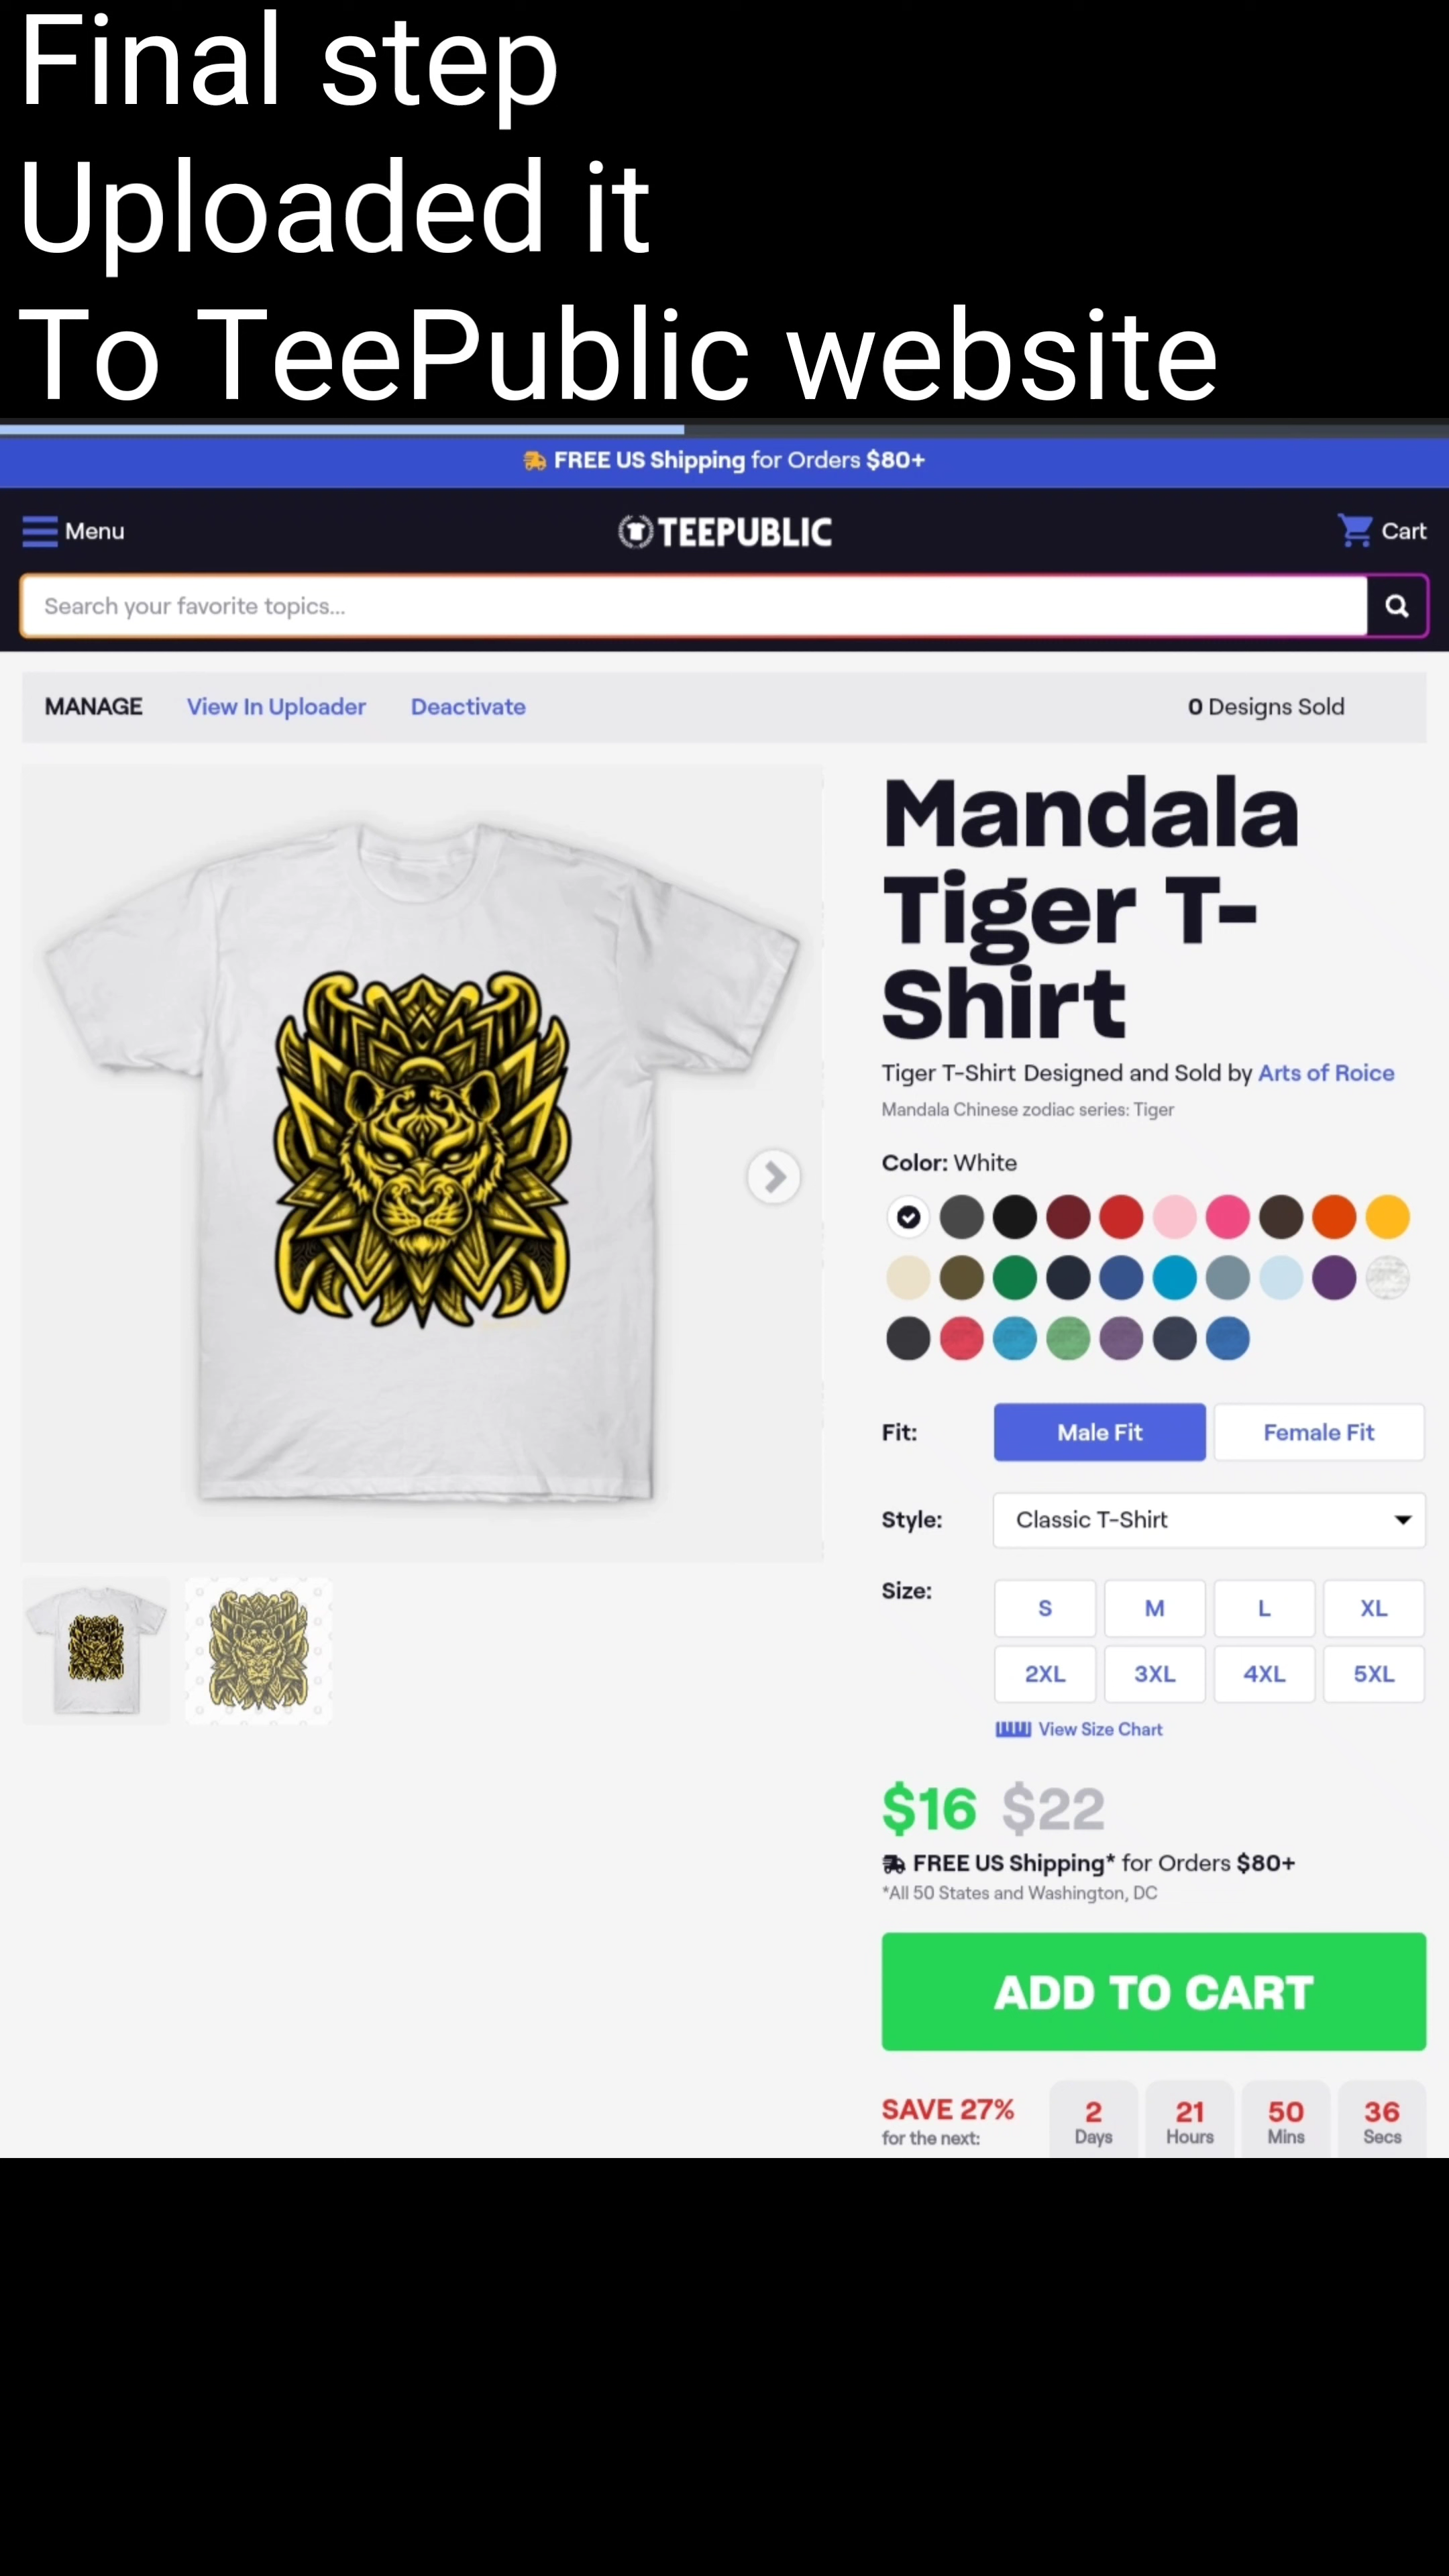 Final step
Uploaded it
To TeePublic website
FREE US Shipping for Orders $80+
Menu
TEEPUBLIC
Cart
Search your favorite topics...
MANAGE View In Uploader Deactivate
0 Designs Sold
Mandala
Tiger T-
Shirt
Tiger T-Shirt Designed and Sold by Arts of Roice
Mandala Chinese zodiac series: Tiger
Color: White
Fit: Male Fit Female Fit
Style: Classic T-Shirt
Size: S M L XL
2XL 3XL 4XL 5XL
View Size Chart
$16 $22
FREE US Shipping* for Orders $80+
*All 50 States and Washington, DC
ADD TO CART
SAVE 27%
for the next:
2 21 50 36
Days Hours Mins Secs